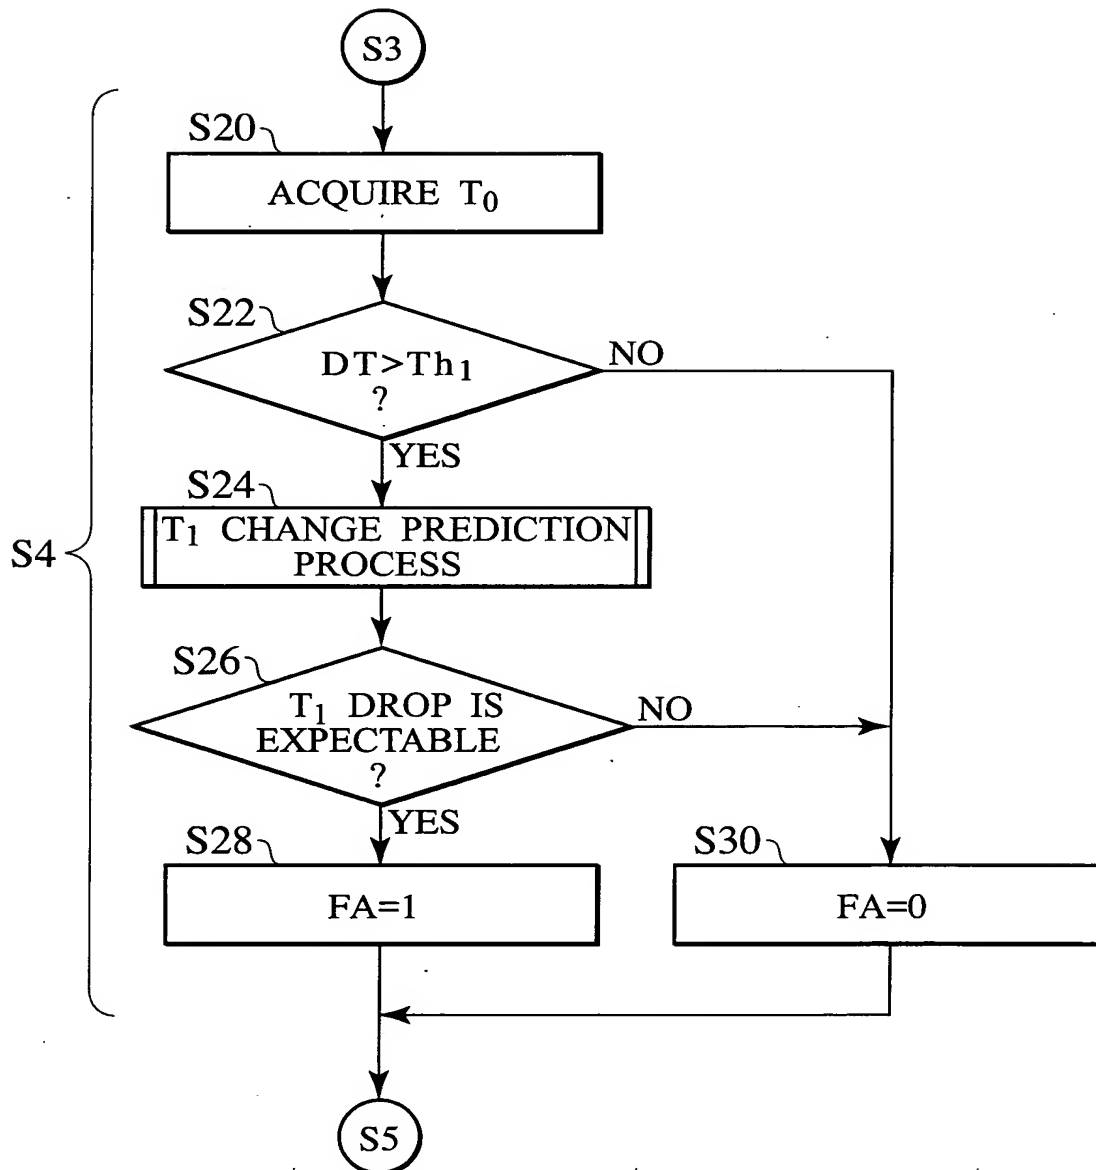 S3
S20
ACQUIRE T0
S22
DT>Th1
?
NO
YES
S24
T1 CHANGE PREDICTION
PROCESS
S4
S26
T1 DROP IS
EXPECTABLE
?
NO
YES
S28
FA=1
S30
FA=0
S5